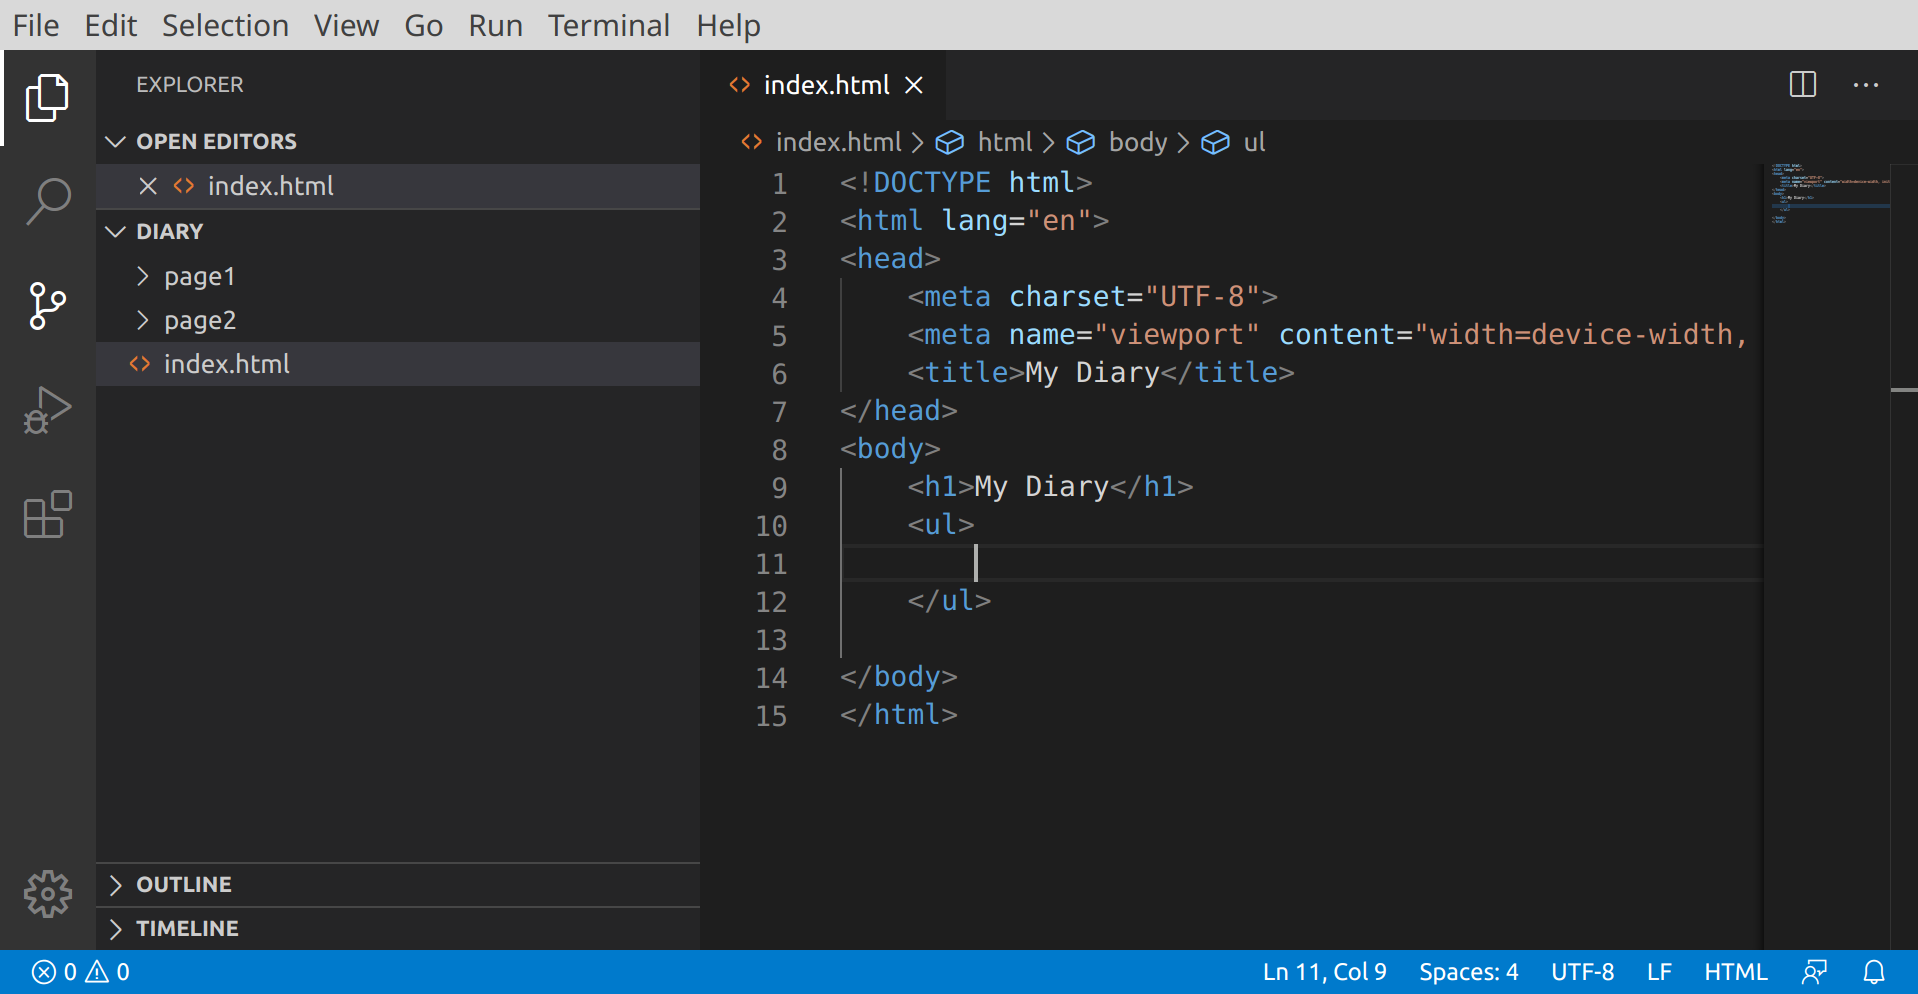 File Edit Selection View Go Run Terminal Help
EXPLORER
OPEN EDITORS
index.html
DIARY
page1
page2
index.html
OUTLINE
TIMELINE
index.html
index.html html body ul
1 <!DOCTYPE html>
2 <html lang="en">
3 <head>
4 <meta charset="UTF-8">
5 <meta name="viewport" content="width=device-width,
6 <title>My Diary</title>
7 </head>
8 <body>
9 <h1>My Diary</h1>
10 <ul>
11
12 </ul>
13
14 </body>
15 </html>
0 0 Ln 11, Col 9 Spaces: 4 UTF-8 LF HTML